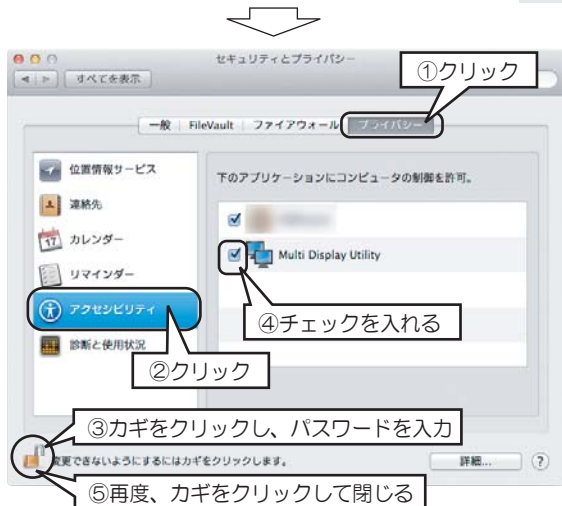 セキュリティとプライバシー
①クリック
すべてを表示
一般 FileVault ファイアウォール プライバシー
位置情報サービス
下のアプリケーションにコンピュータの制御を許可。
連絡先
17 カレンダー
Multi Display Utility
リマインダー
アクセシビリティ
④チェックを入れる
診断と使用状況
②クリック
③カギをクリックし、パスワードを入力
変更できないようにするにはカギをクリックします。
詳細... ?
⑤再度、カギをクリックして閉じる